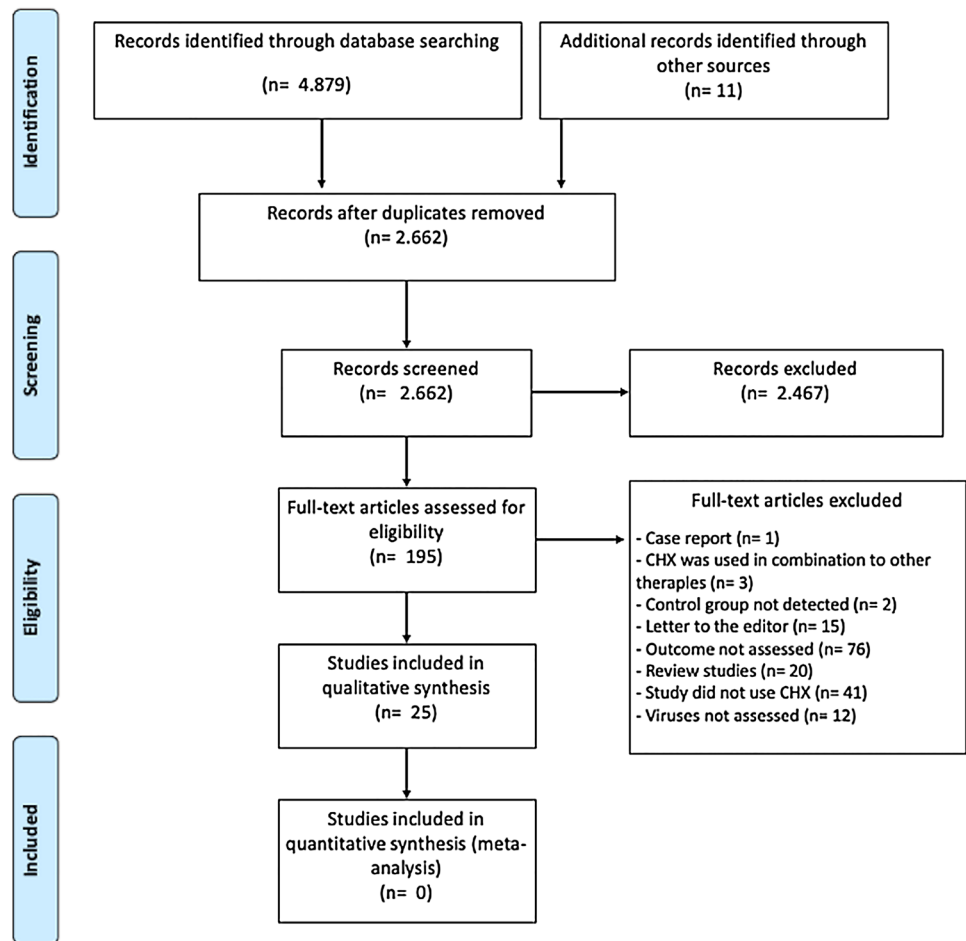 Identification
Records identified through database searching
(n= 4.879)
Additional records identified through
other sources
(n= 11)
Records after duplicates removed
(n= 2.662)
Screening
Records screened
(n= 2.662)
Records excluded
(n= 2.467)
Eligibility
Full-text articles assessed for
eligibility
(n= 195)
Full-text articles excluded
- Case report (n= 1)
- CHX was used in combination to other
theraples (n= 3)
- Control group not detected (n= 2)
- Letter to the editor (n= 15)
- Outcome not assessed (n= 76)
- Review studies (n= 20)
- Study did not use CHX (n= 41)
- Viruses not assessed (n= 12)
Studies included in
qualitative synthesis
(n= 25)
Included
Studies included in
quantitative synthesis (meta-
analysis)
(n= 0)